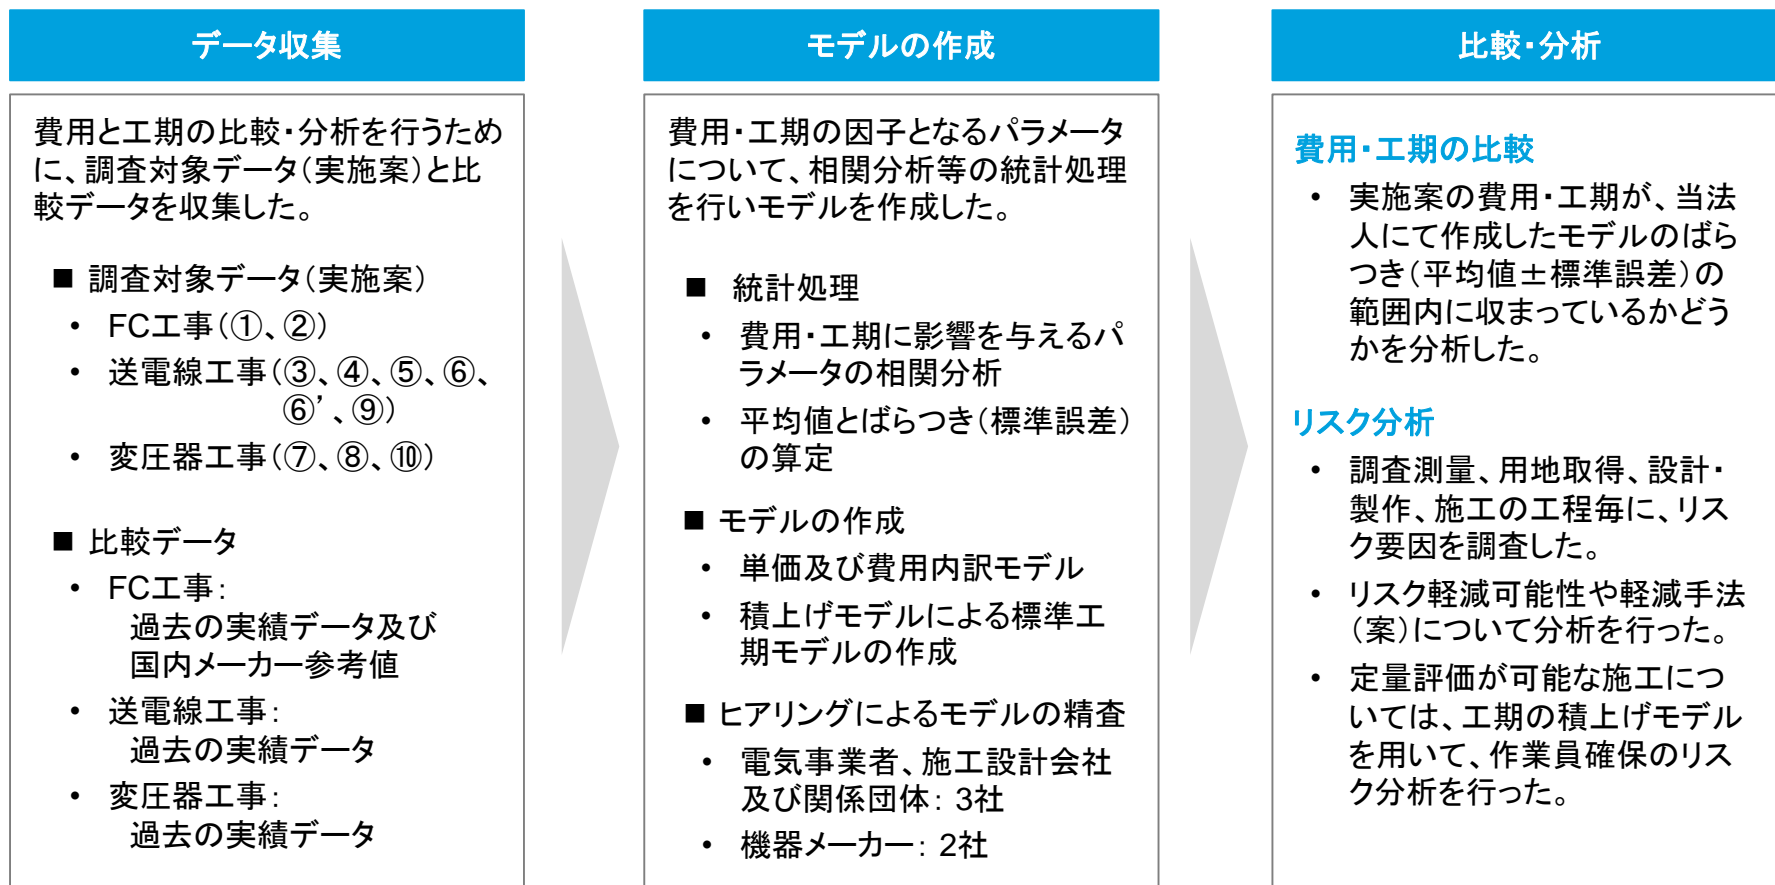 データ収集
費用と工期の比較・分析を行うため
に、調査対象データ(実施案)と比
較データを収集した。
■ 調査対象データ(実施案)
• FC工事(①、②)
• 送電線工事(③、④、⑤、⑥、
⑥’、⑨)
• 変圧器工事(⑦、⑧、⑩)
■ 比較データ
• FC工事:
過去の実績データ及び
国内メーカー参考値
• 送電線工事:
過去の実績データ
• 変圧器工事:
過去の実績データ
モデルの作成
費用・工期の因子となるパラメータ
について、相関分析等の統計処理
を行いモデルを作成した。
■ 統計処理
• 費用・工期に影響を与えるパ
ラメータの相関分析
• 平均値とばらつき(標準誤差)
の算定
■ モデルの作成
• 単価及び費用内訳モデル
• 積上げモデルによる標準工
期モデルの作成
■ ヒアリングによるモデルの精査
• 電気事業者、施工設計会社
及び関係団体: 3社
• 機器メーカー: 2社
比較・分析
費用・工期の比較
• 実施案の費用・工期が、当法
人にて作成したモデルのばら
つき(平均値±標準誤差)の
範囲内に収まっているかどう
かを分析した。
リスク分析
• 調査測量、用地取得、設計・
製作、施工の工程毎に、リス
ク要因を調査した。
• リスク軽減可能性や軽減手法
(案)について分析を行った。
• 定量評価が可能な施工につ
いては、工期の積上げモデル
を用いて、作業員確保のリス
ク分析を行った。